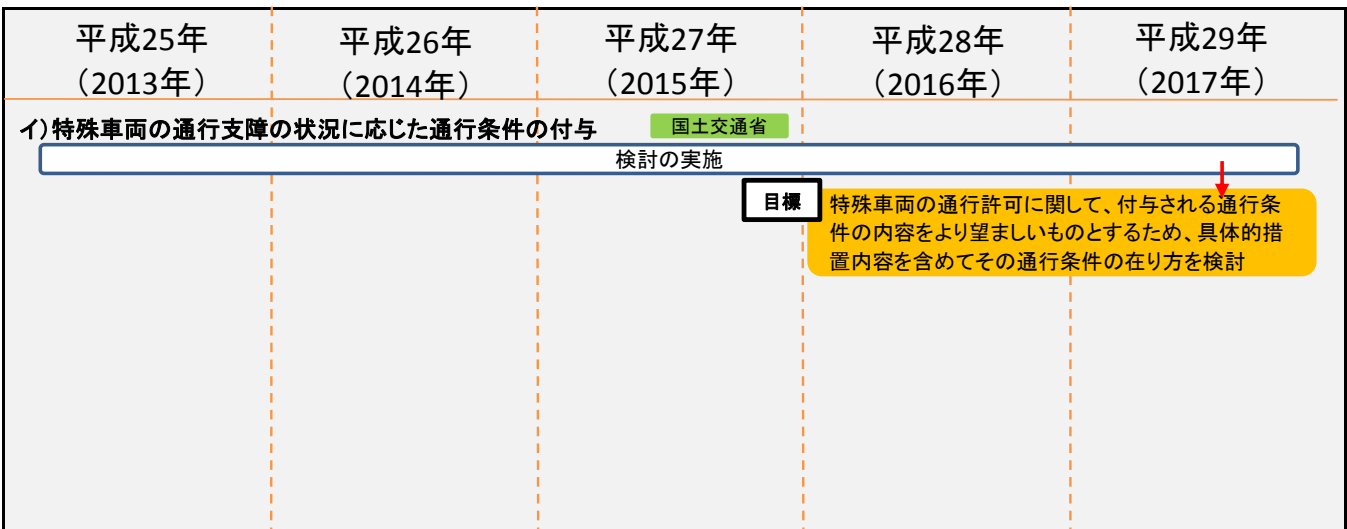 平成25年
（2013年）
平成26年
（2014年）
平成27年
（2015年）
平成28年
（2016年）
平成29年
（2017年）
イ）特殊車両の通行支障の状況に応じた通行条件の付与
国土交通省
検討の実施
目標
特殊車両の通行許可に関して、付与される通行条
件の内容をより望ましいものとするため、具体的措
置内容を含めてその通行条件の在り方を検討